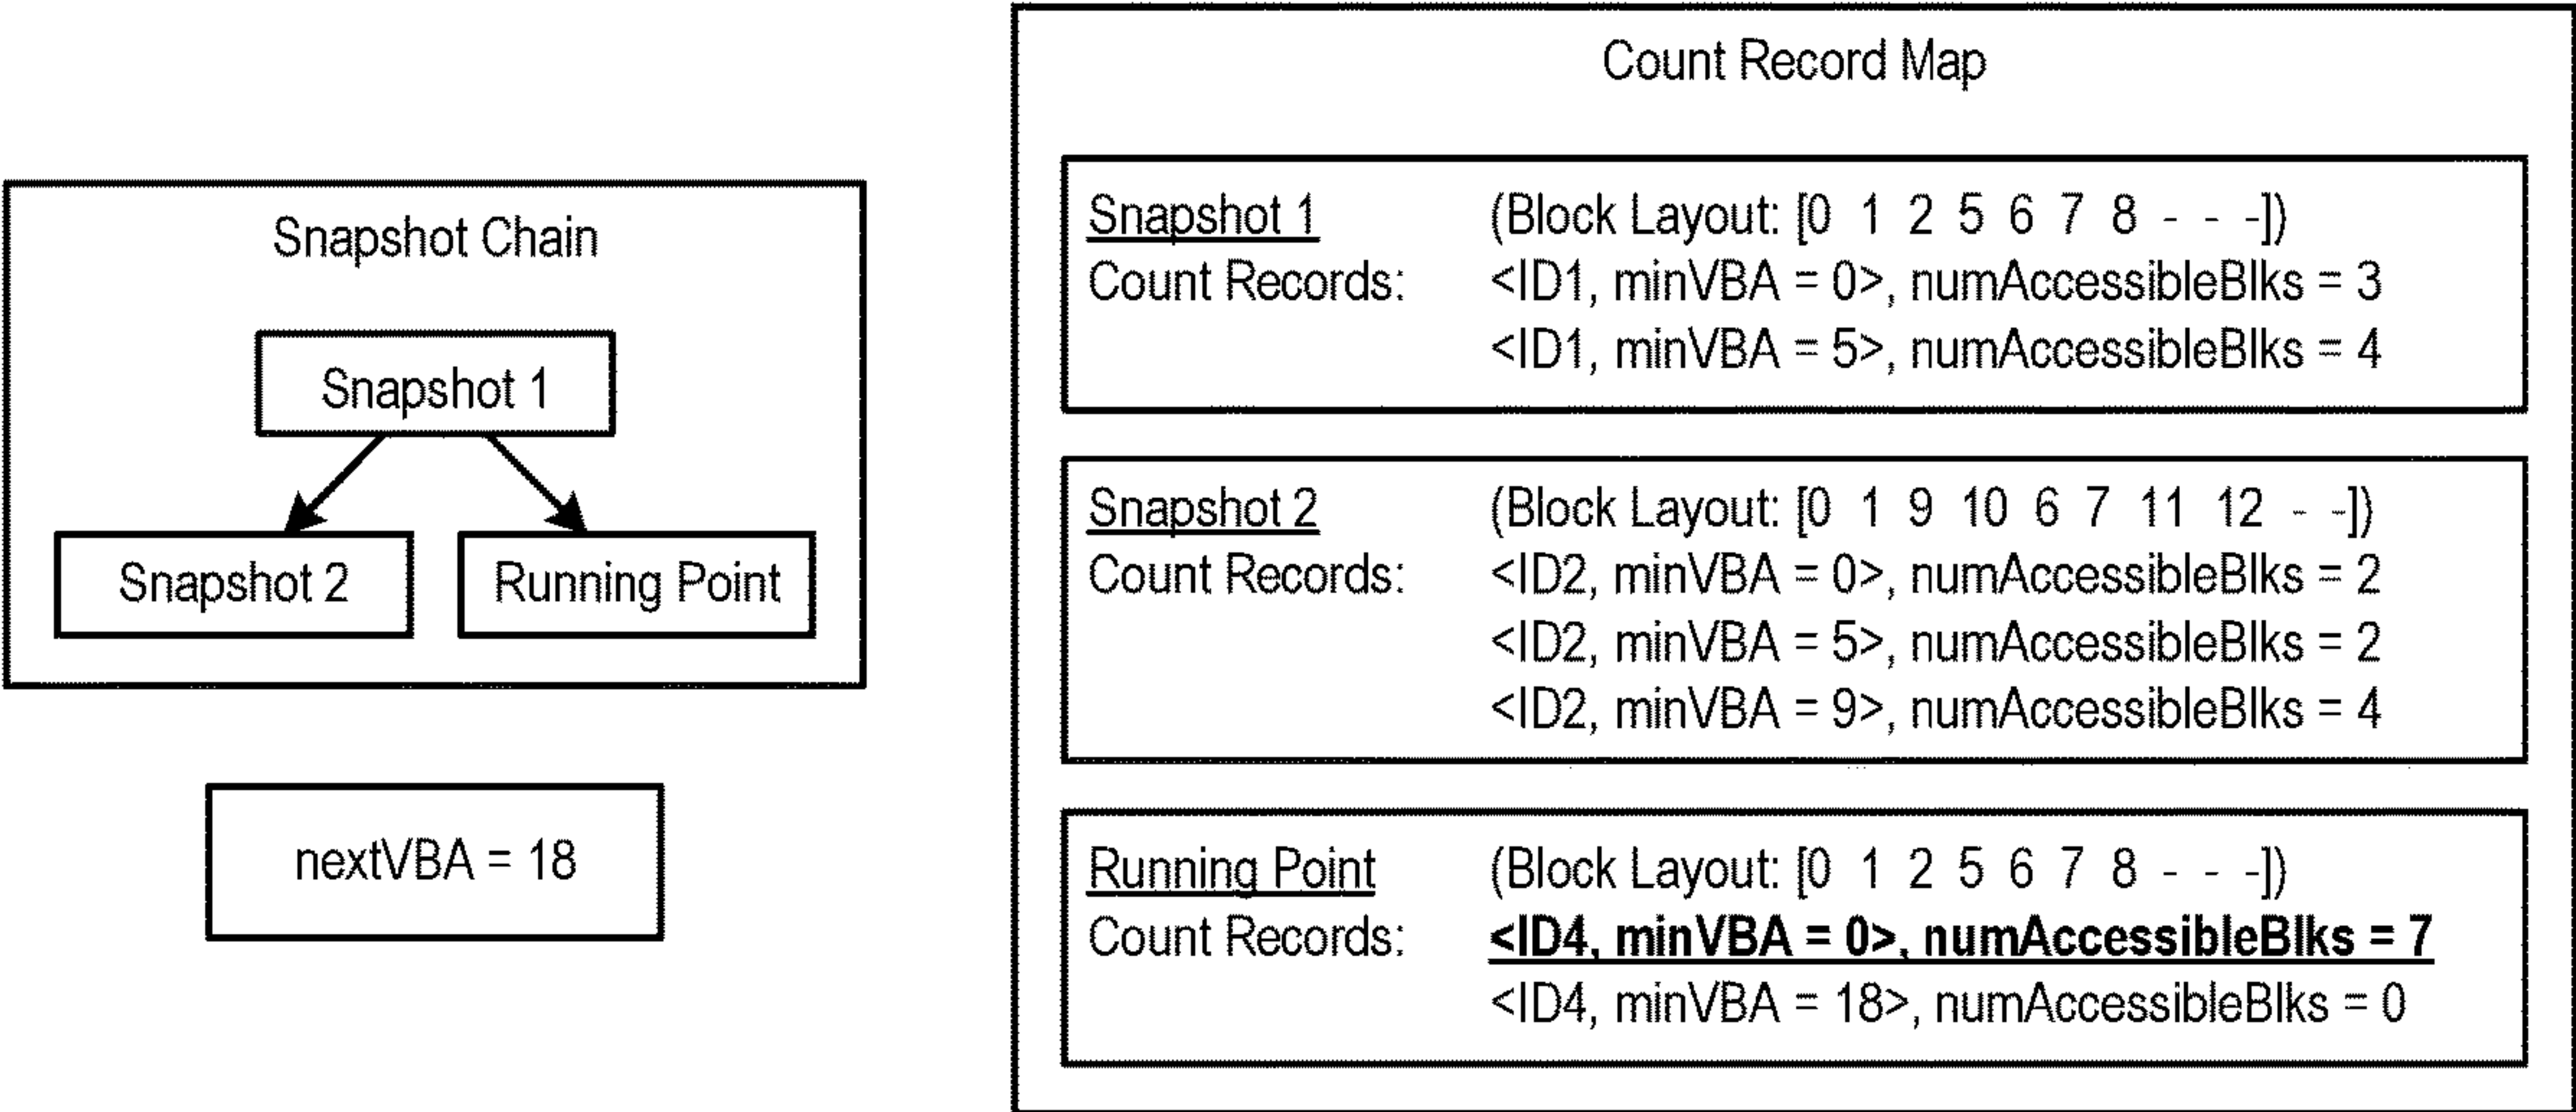 Snapshot Chain
Snapshot 1
Snapshot 2
Running Point
nextVBA = 18
Count Record Map
Snapshot 1 (Block Layout: [0 1 2 5 6 7 8 - - -])
Count Records: <ID1, minVBA = 0>, numAccessibleBlks = 3
<ID1, minVBA = 5>, numAccessibleBlks = 4
Snapshot 2 (Block Layout: [0 1 9 10 6 7 11 12 - -])
Count Records: <ID2, minVBA = 0>, numAccessibleBlks = 2
<ID2, minVBA = 5>, numAccessibleBlks = 2
<ID2, minVBA = 9>, numAccessibleBlks = 4
Running Point (Block Layout: [0 1 2 5 6 7 8 - - -])
Count Records: <ID4, minVBA = 0>, numAccessibleBlks = 7
<ID4, minVBA = 18>, numAccessibleBlks = 0